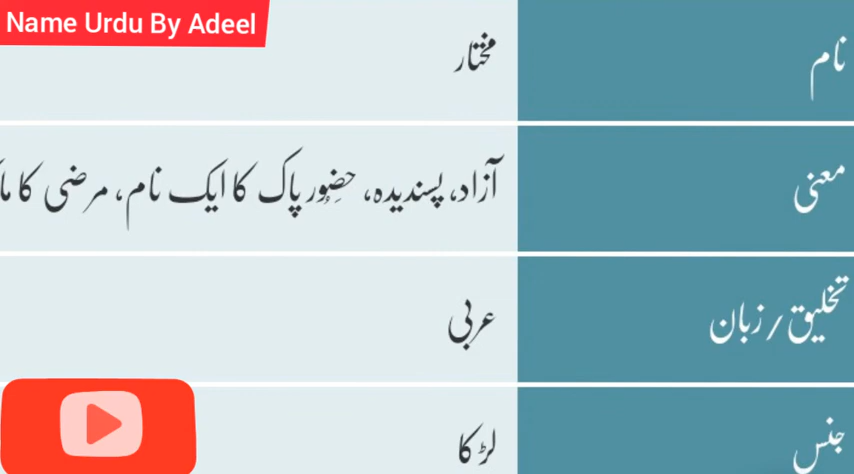 Name Urdu By Adeel
نام
مختار
معنی
آزاد، پسندیدہ، حضور پاک کا ایک نام، مرضی کا
تخلیق / زبان
عربی
جنس
لڑکا